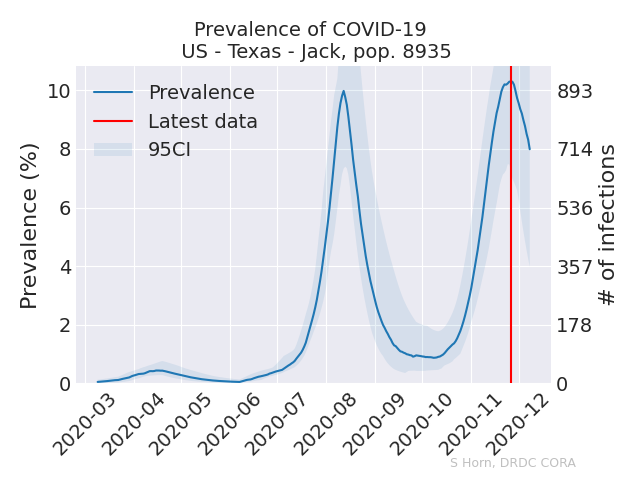 Prevalence of COVID-19
US - Texas - Jack, pop. 8935
Prevalence (%)
10
8
6
4
2
0
Prevalence
Latest data
95CI
893
714
536
357
178
0
# of infections
2020-03
2020-04
2020-05
2020-06
2020-07
2020-08
2020-09
2020-10
2020-11
2020-12
S Horn, DRDC CORA